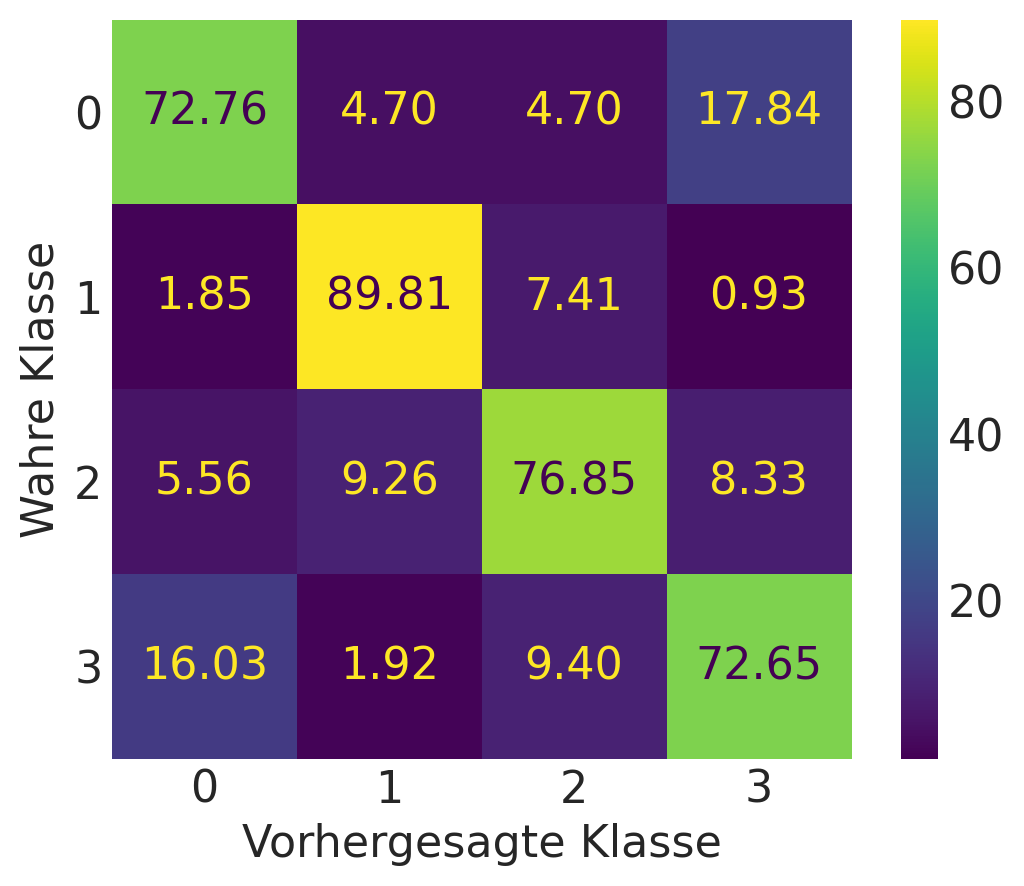 0 72.76 4.70 4.70 17.84
1 1.85 89.81 7.41 0.93
2 5.56 9.26 76.85 8.33
3 16.03 1.92 9.40 72.65
0 1 2 3
Vorhergesagte Klasse
Wahre Klasse
80
60
40
20